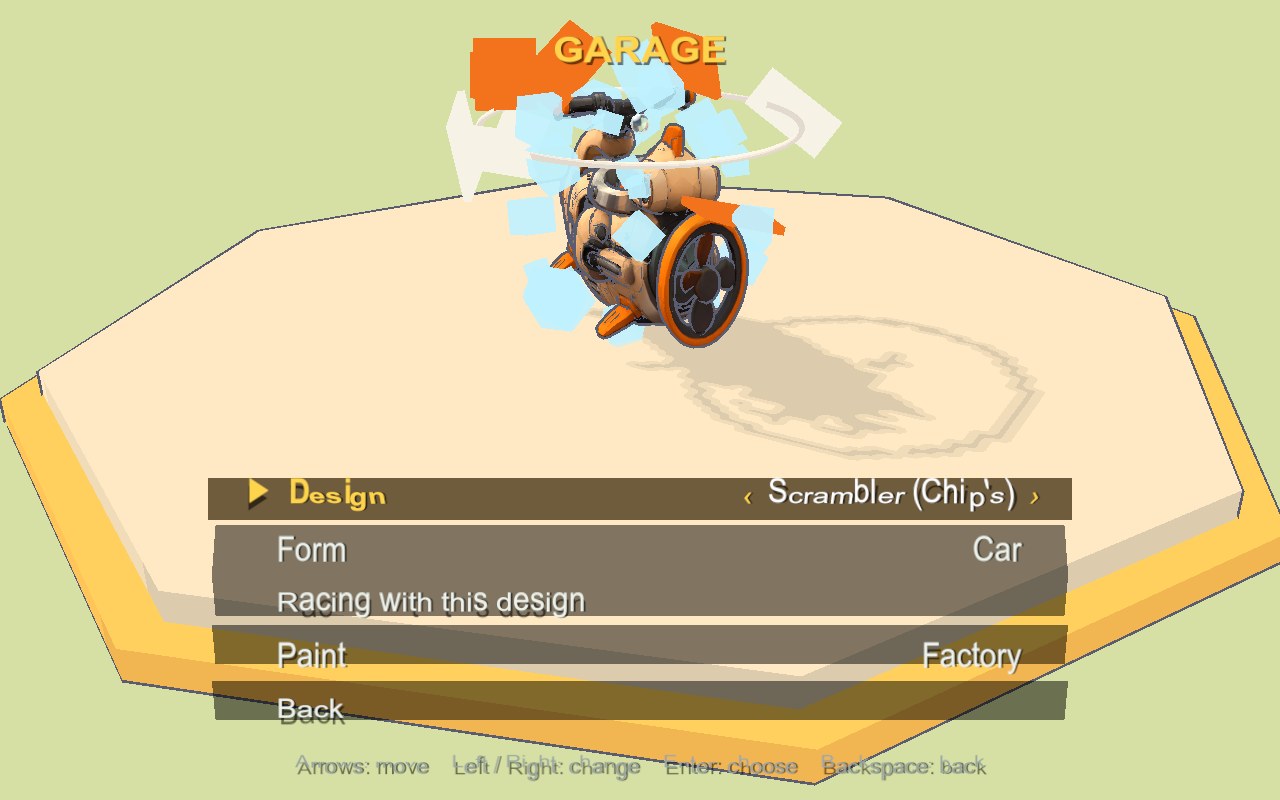 GARAGE
Design ‹ Scrambler (Chip's) ›
Form Car
Racing with this design
Paint Factory
Back
Arrows: move Left / Right: change Enter: choose Backspace: back